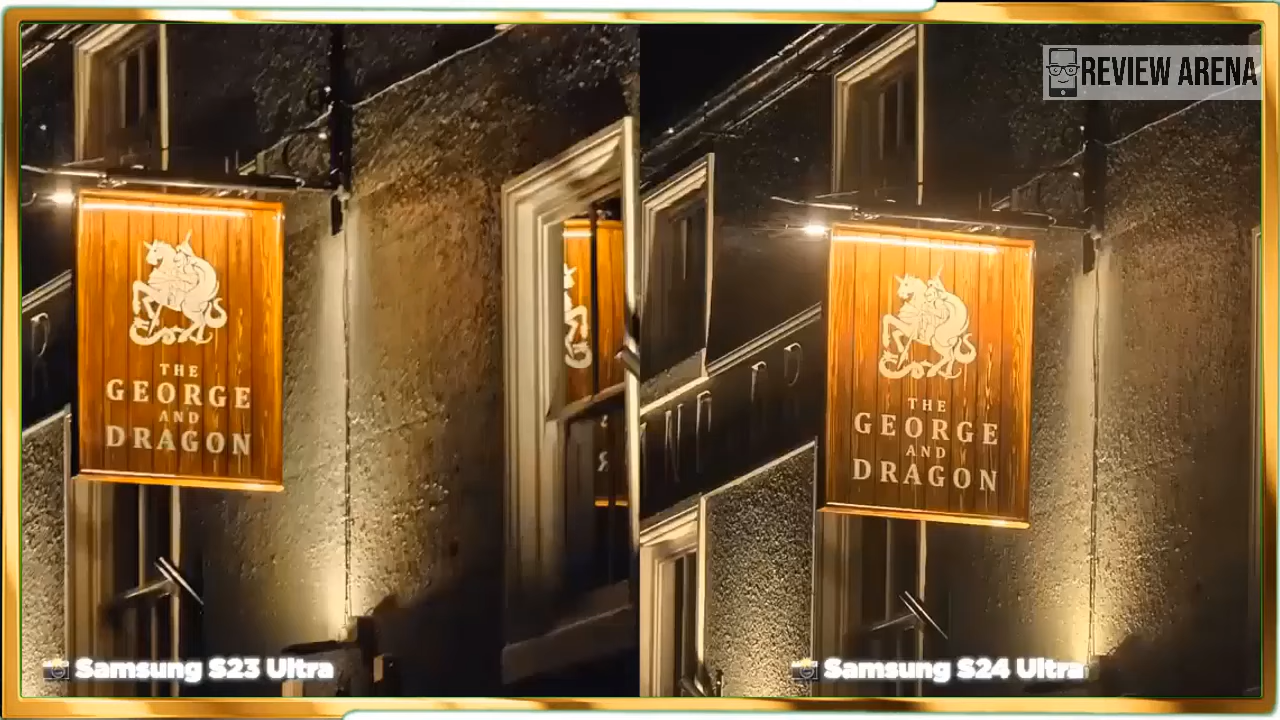 REVIEW ARENA
THE
GEORGE
AND
DRAGON
THE
GEORGE
AND
DRAGON
Samsung S23 Ultra
Samsung S24 Ultra